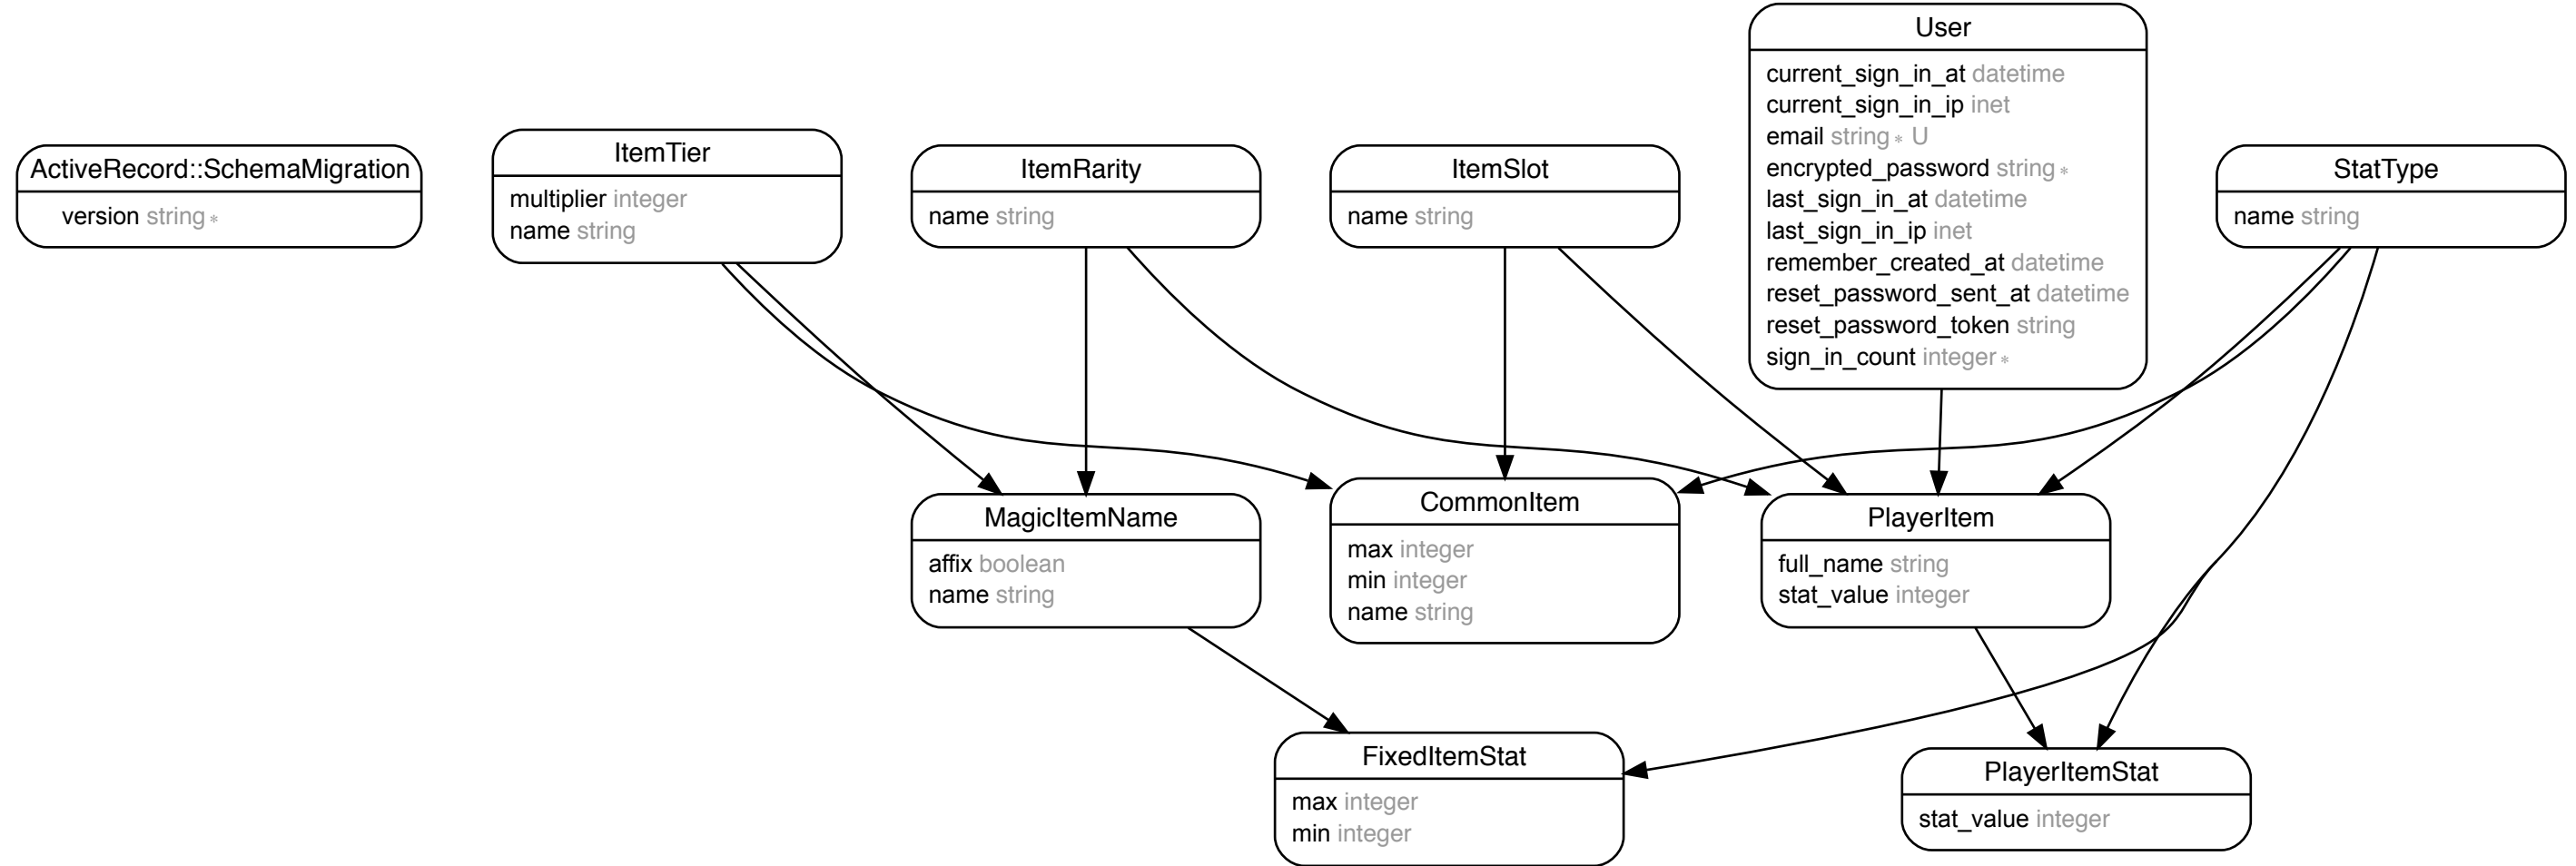 ActiveRecord::SchemaMigration
version string *
ItemTier
multiplier integer
name string
ItemRarity
name string
ItemSlot
name string
User
current_sign_in_at datetime
current_sign_in_ip inet
email string * U
encrypted_password string *
last_sign_in_at datetime
last_sign_in_ip inet
remember_created_at datetime
reset_password_sent_at datetime
reset_password_token string
sign_in_count integer *
StatType
name string
MagicItemName
affix boolean
name string
CommonItem
max integer
min integer
name string
PlayerItem
full_name string
stat_value integer
FixedItemStat
max integer
min integer
PlayerItemStat
stat_value integer